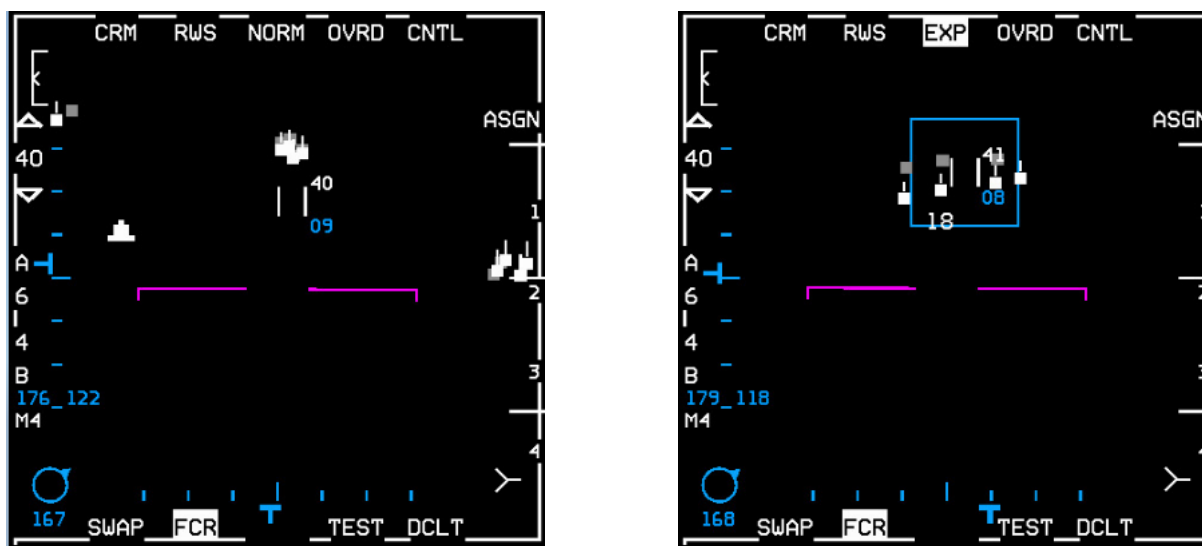 CRM RWS NORM OVRD CNTL
ASGN
40
40
1
09
A
6
2
I
4
3
B
176_122
M4
4
167
SWAP FCR TEST DCLT
CRM RWS EXP OVRD CNTL
ASGN
41
40
08
18
A
6
I
4
B
179_118
M4
168
SWAP FCR TEST DCLT